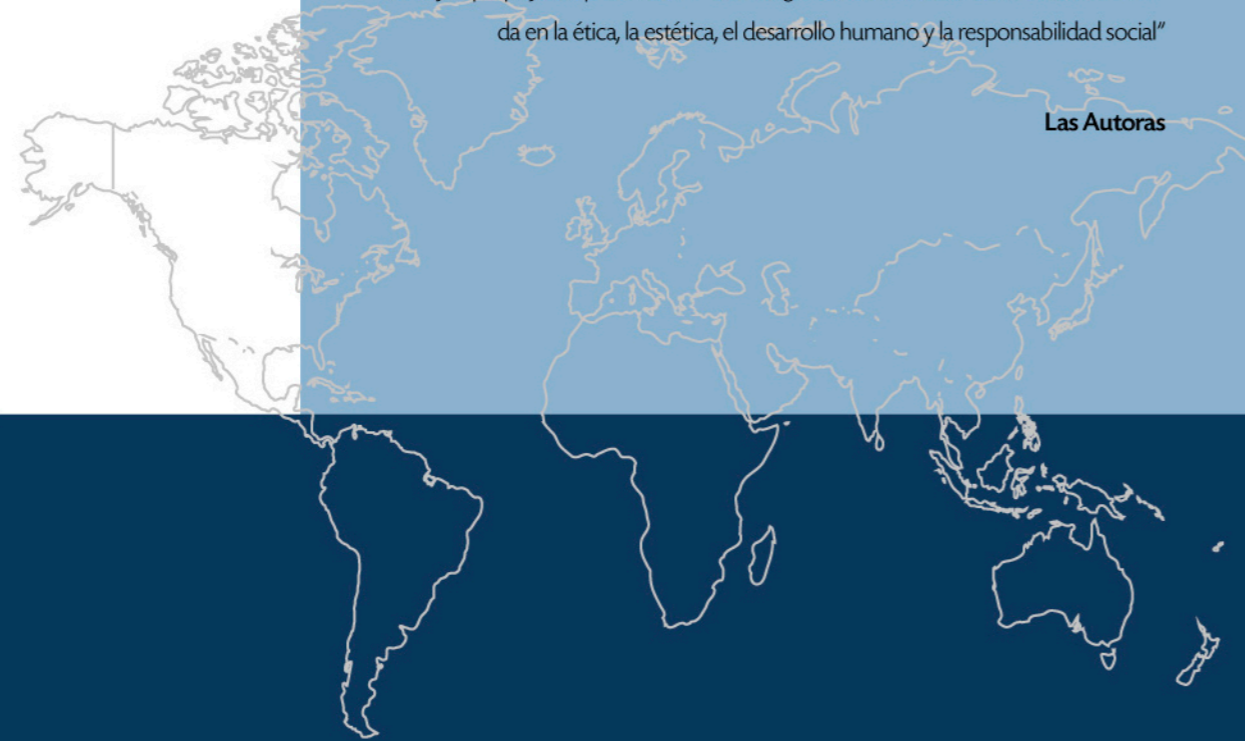 da en la ética, la estética, el desarrollo humano y la responsabilidad social"
Las Autoras